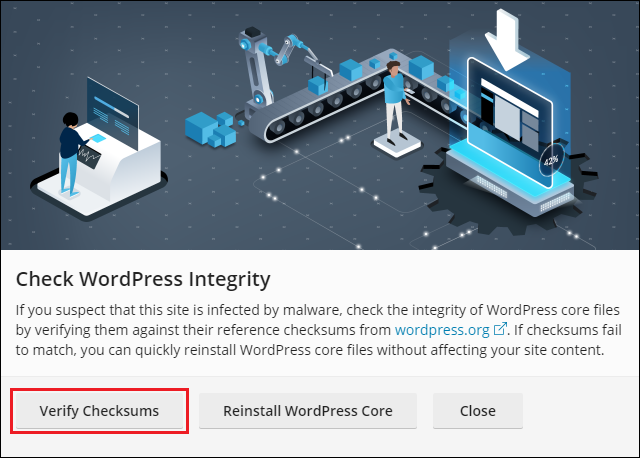 42%
Check WordPress Integrity
If you suspect that this site is infected by malware, check the integrity of WordPress core files
by verifying them against their reference checksums from wordpress.org. If checksums fail
to match, you can quickly reinstall WordPress core files without affecting your site content.
Verify Checksums Reinstall WordPress Core Close